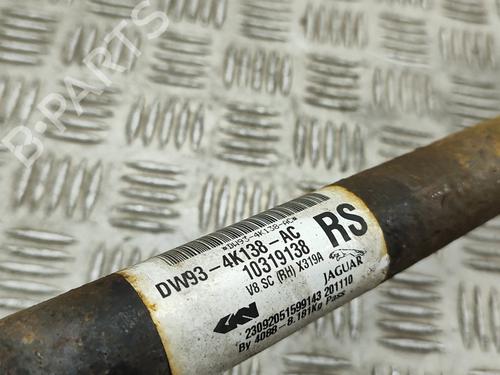 B-PARTS
*DW93-4K138-AC*
DW93-4K138-AC
10319138
V8 SC (RH) X319A
RS
JAGUAR
GKN
23092051599143 201110
By 4088-8.181Kg Pass